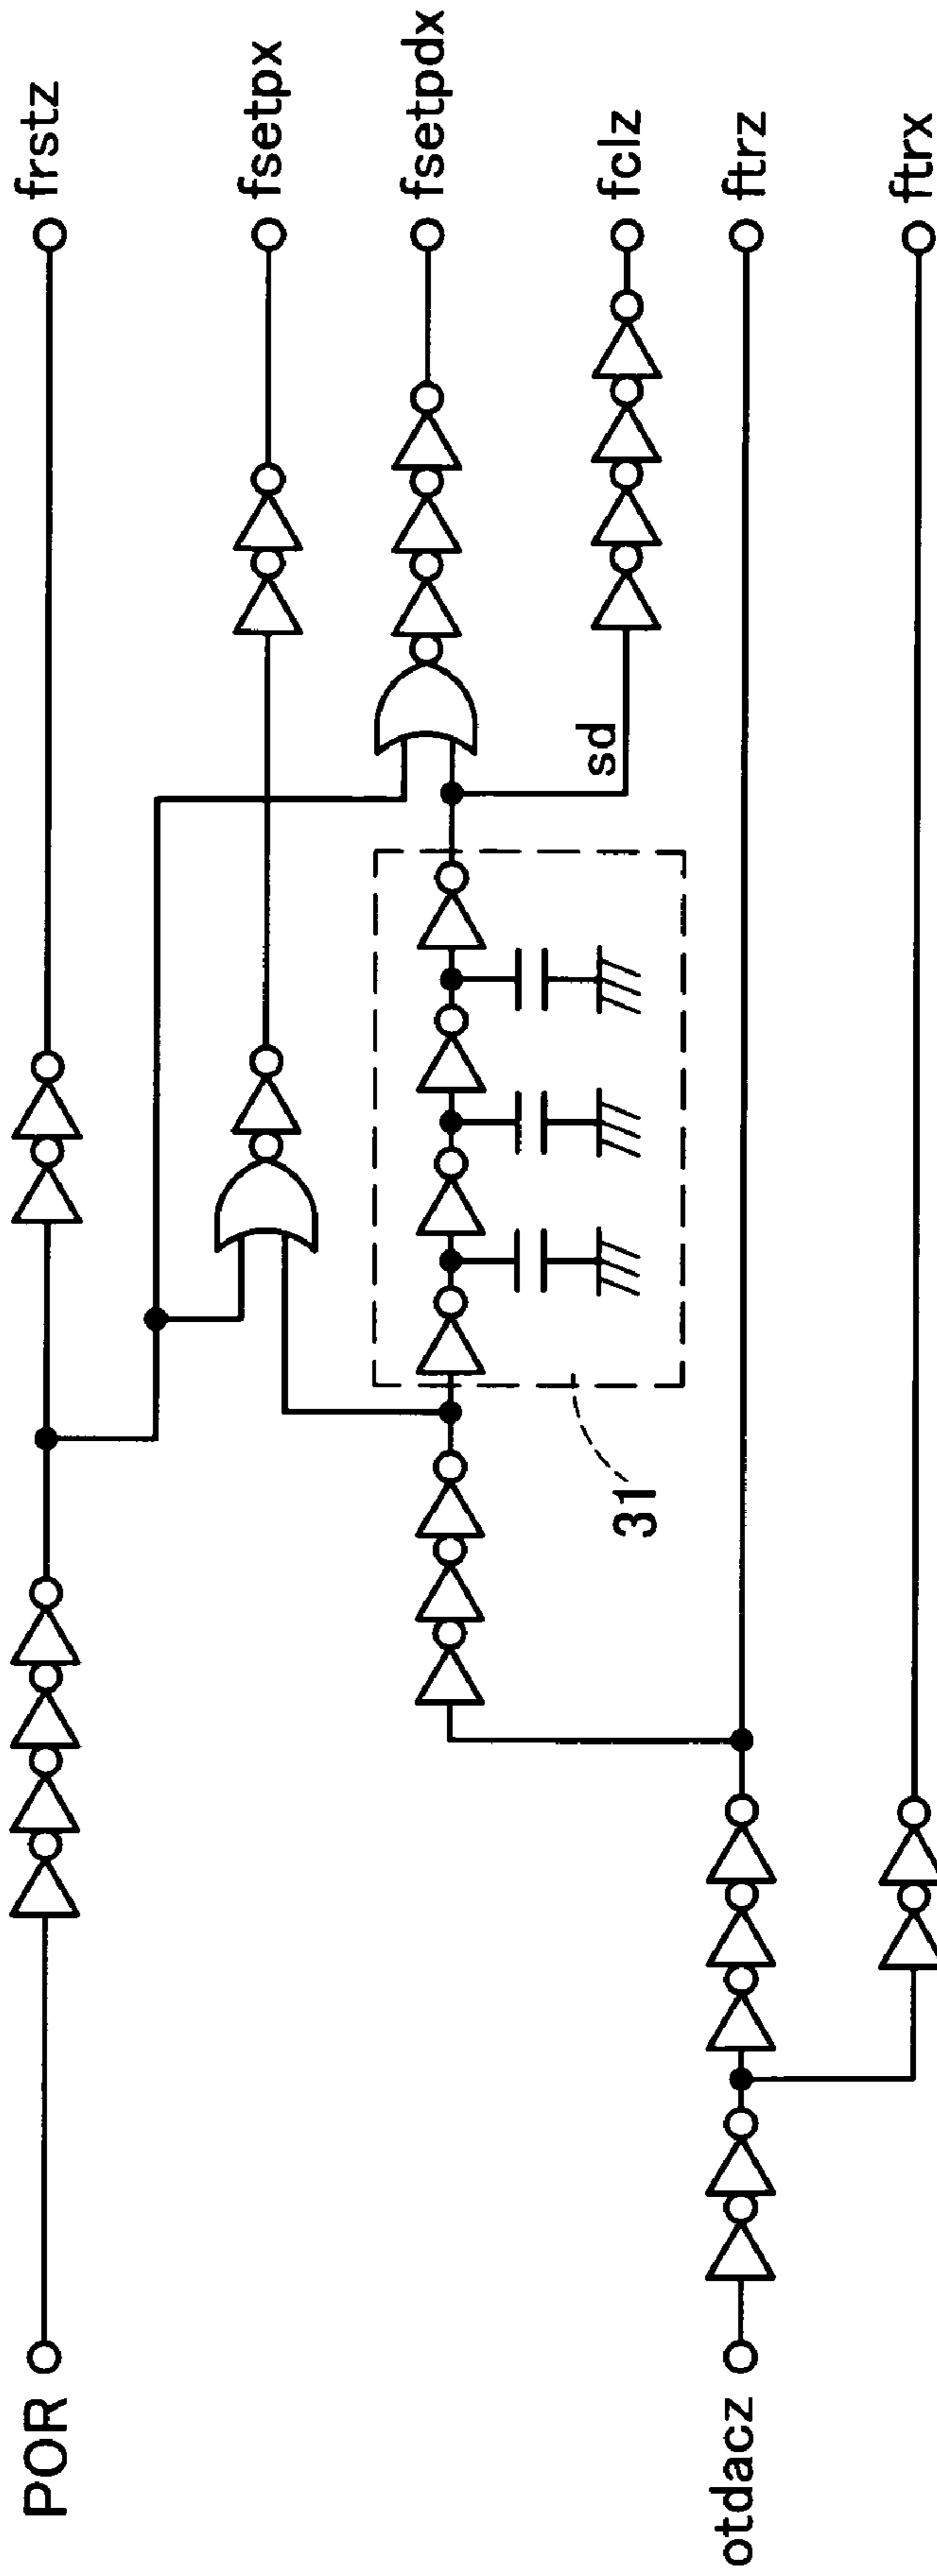 POR
frstz
fsetpx
fsetpdx
sd
fclz
31
otdacz
ftrz
ftrx